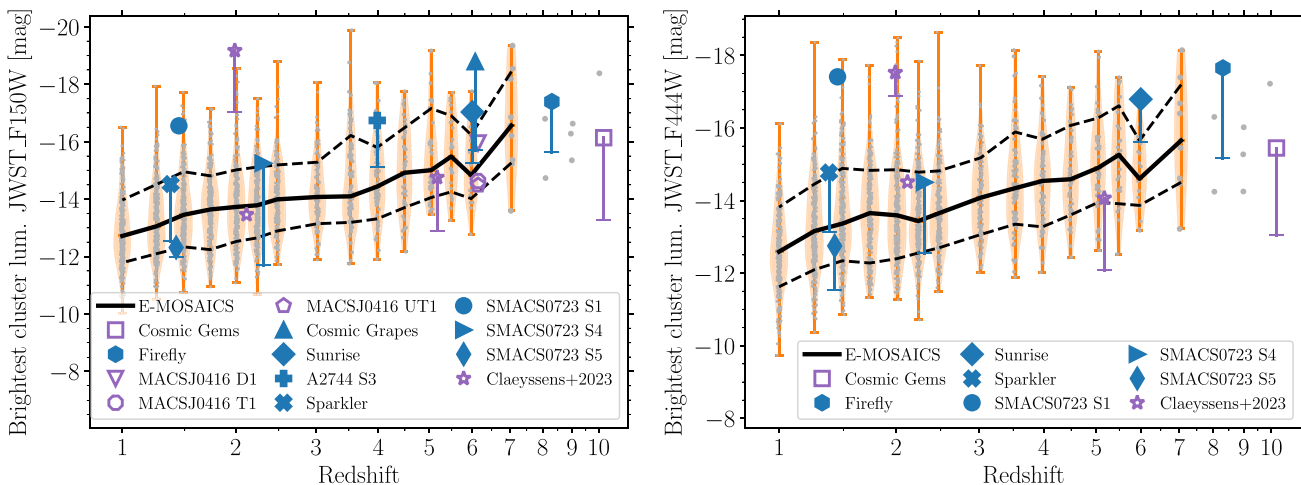 Brightest cluster lum. JWST_F150W [mag]
−20
−18
−16
−14
−12
−10
−8
E-MOSAICS
Cosmic Gems
Firefly
MACSJ0416 D1
MACSJ0416 T1
MACSJ0416 UT1
Cosmic Grapes
Sunrise
A2744 S3
Sparkler
SMACS0723 S1
SMACS0723 S4
SMACS0723 S5
Claeyssens+2023
1 2 3 4 5 6 7 8 9 10
Redshift
Brightest cluster lum. JWST_F444W [mag]
−18
−16
−14
−12
−10
−8
E-MOSAICS
Cosmic Gems
Firefly
Sunrise
Sparkler
SMACS0723 S1
SMACS0723 S4
SMACS0723 S5
Claeyssens+2023
1 2 3 4 5 6 7 8 9 10
Redshift